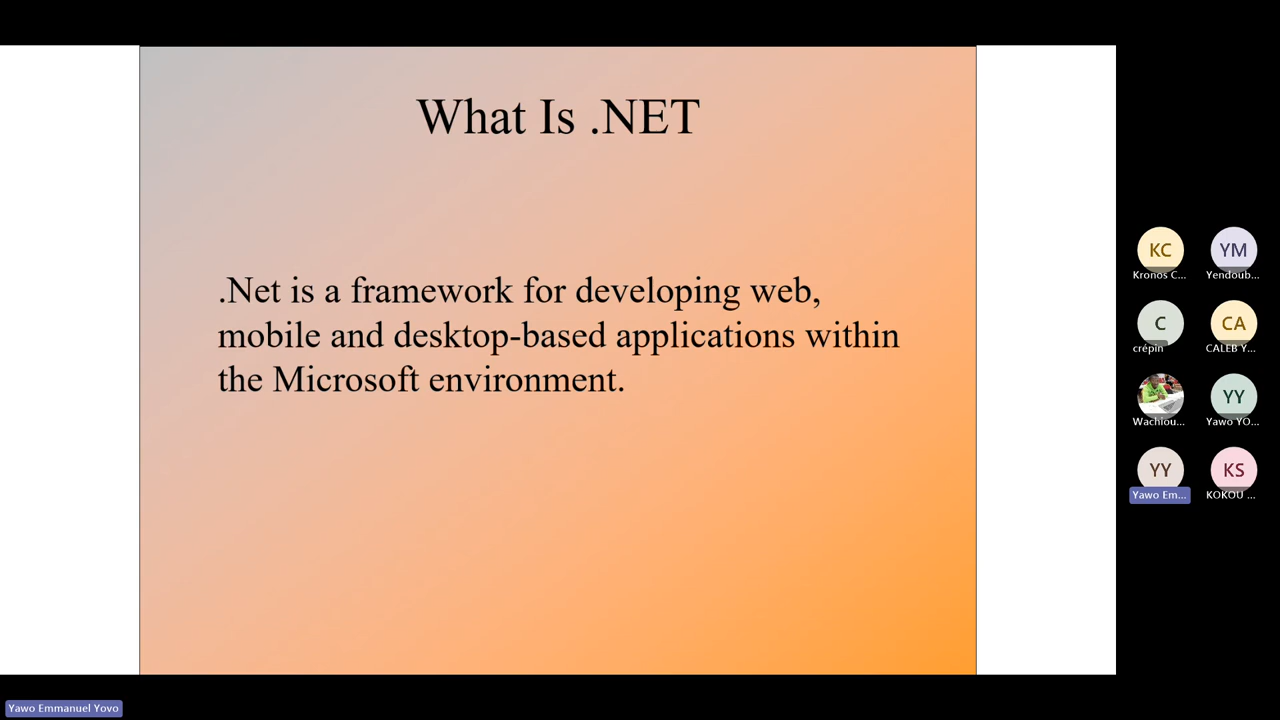 What Is .NET
.Net is a framework for developing web,
mobile and desktop-based applications within
the Microsoft environment.
KC
Kronos C...
YM
Yendoub...
C
crépin
CA
CALEB Y...
Wachiou...
YY
Yawo YO...
YY
Yawo Em...
KS
KOKOU ...
Yawo Emmanuel Yovo